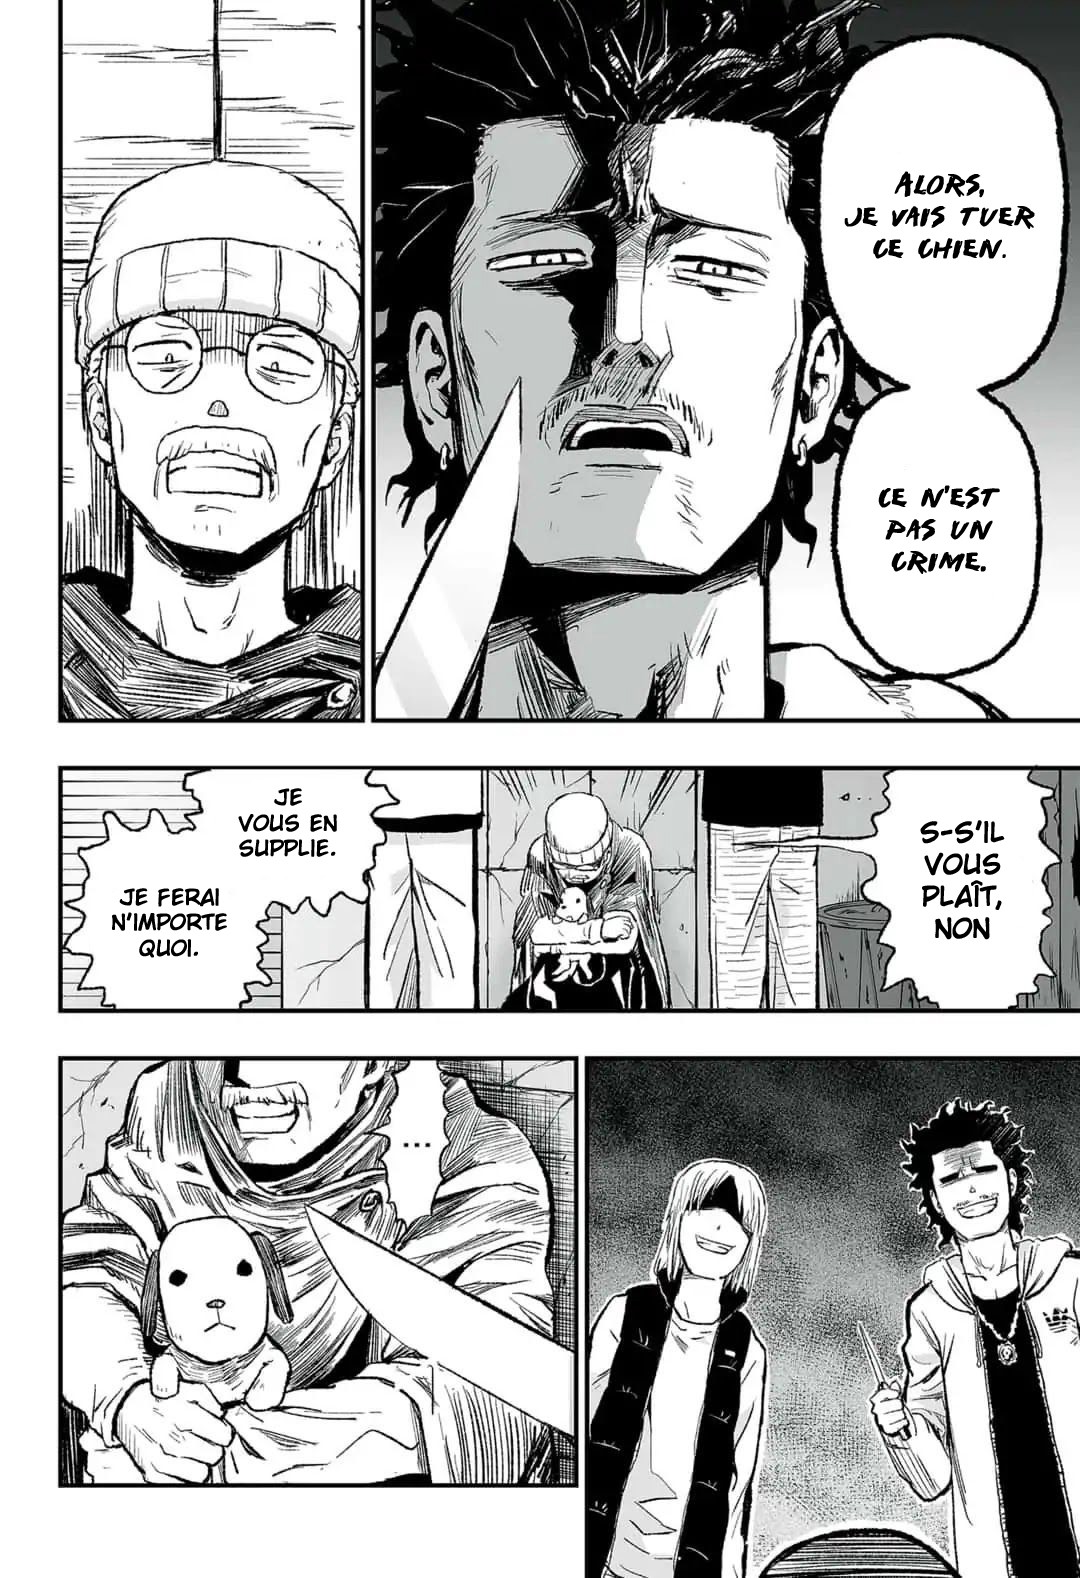 ALORS,
JE VAIS TUER
CE CHIEN.
CE N'EST
PAS UN
CRIME.
S-S'IL
VOUS
PLAÎT,
NON
JE
VOUS EN
SUPPLIE.
JE FERAI
N'IMPORTE
QUOI.
...